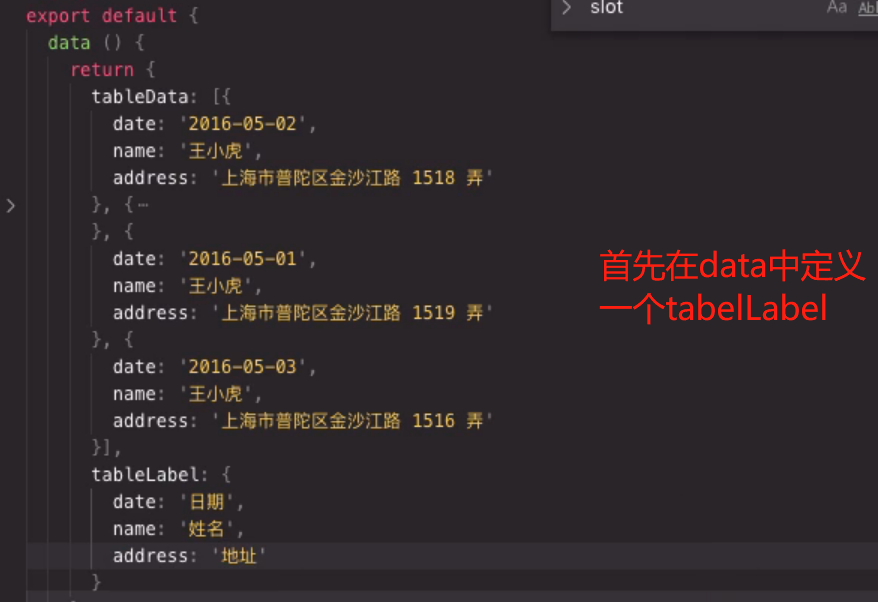 slot
Aa
export default {
data () {
return {
tableData: [{
date: '2016-05-02',
name: '王小虎',
address: '上海市普陀区金沙江路 1518 弄'
}, {⋯
}, {
date: '2016-05-01',
name: '王小虎',
address: '上海市普陀区金沙江路 1519 弄'
}, {
date: '2016-05-03',
name: '王小虎',
address: '上海市普陀区金沙江路 1516 弄'
}],
tableLabel: {
date: '日期',
name: '姓名',
address: '地址'
}
首先在data中定义
一个tabelLabel